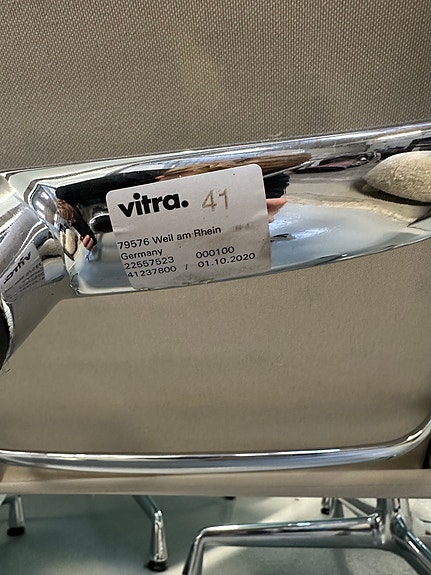 vitra. 41
79576 Weil am Rhein
Germany
22557523 000100
41237800 / 01.10.2020